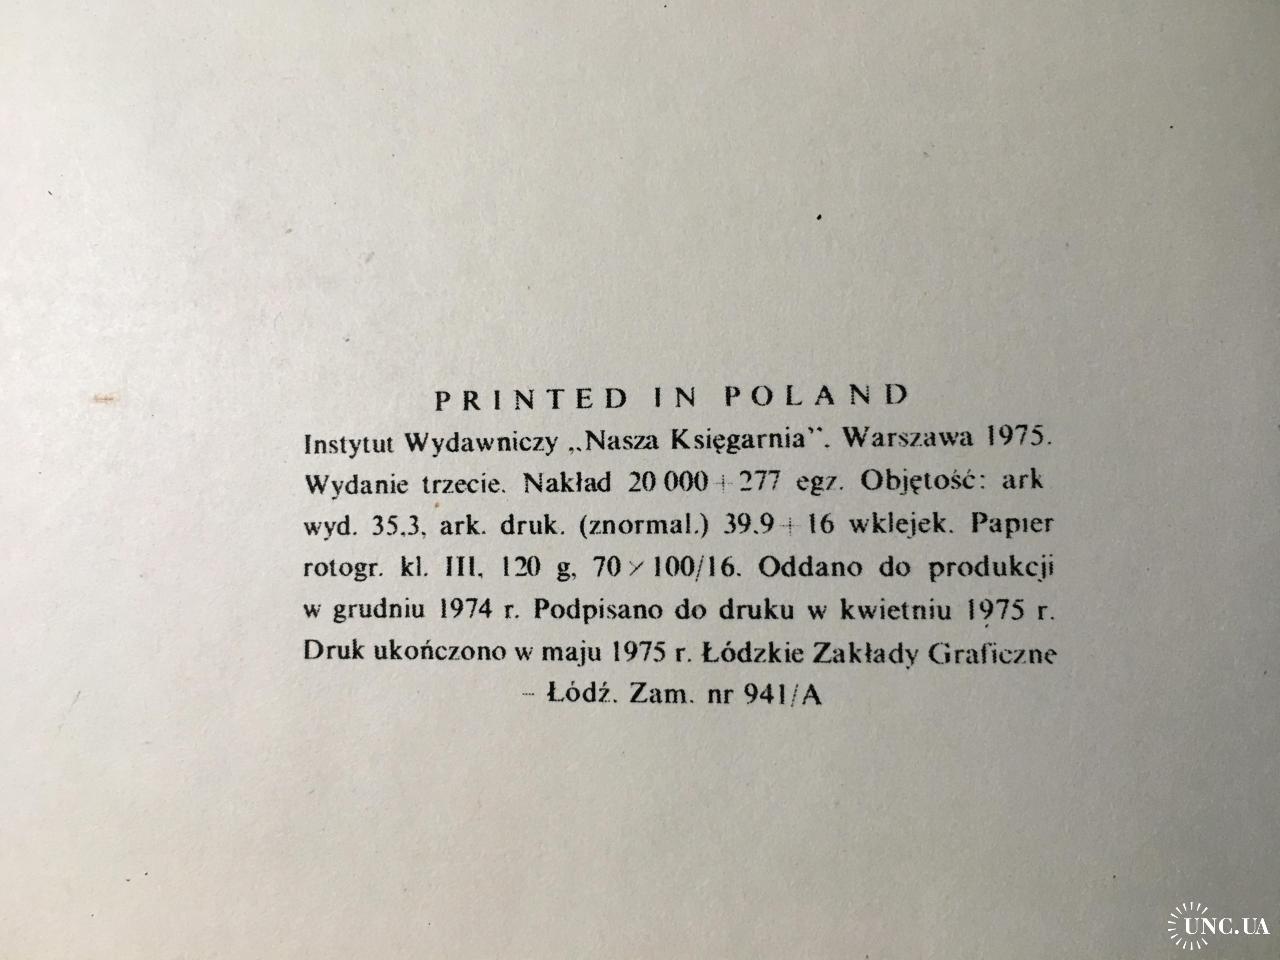 PRINTED IN POLAND
Instytut Wydawniczy „Nasza Księgarnia”. Warszawa 1975.
Wydanie trzecie. Nakład 20 000 + 277 egz. Objętość: ark
wyd. 35,3, ark. druk. (znormal.) 39,9 + 16 wklejek. Papier
rotogr. kl. III, 120 g, 70 × 100/16. Oddano do produkcji
w grudniu 1974 r. Podpisano do druku w kwietniu 1975 r.
Druk ukończono w maju 1975 r. Łódzkie Zakłady Graficzne
– Łódź. Zam. nr 941/A
UNC.UA